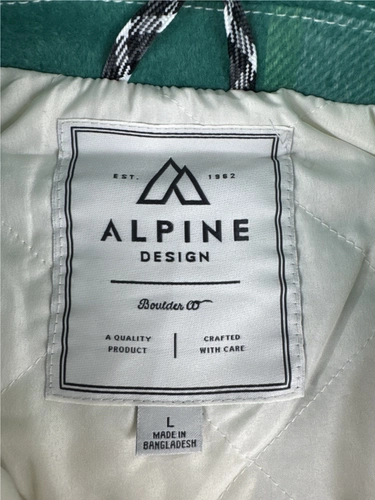 EST. 1962
ALPINE
DESIGN
Boulder CO
A QUALITY PRODUCT
CRAFTED WITH CARE
L
MADE IN
BANGLADESH